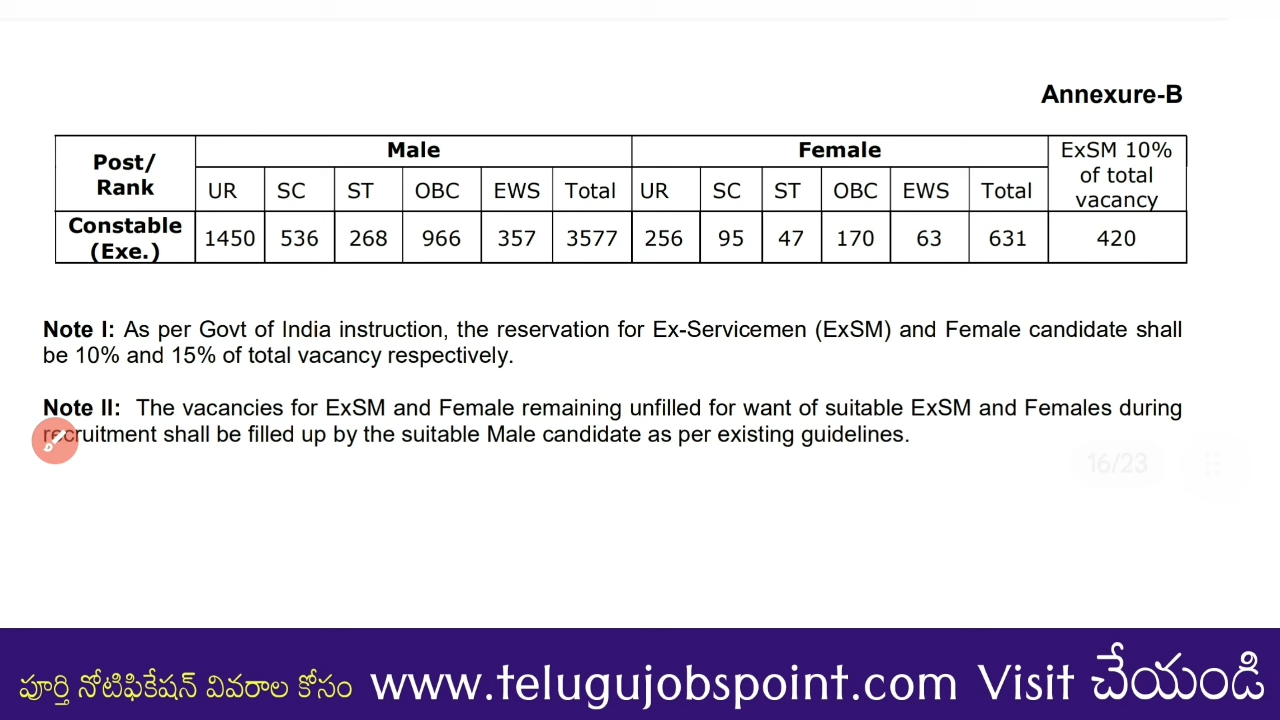 Annexure-B
Post/ Rank Male Female ExSM 10% of total vacancy
UR SC ST OBC EWS Total UR SC ST OBC EWS Total
Constable (Exe.) 1450 536 268 966 357 3577 256 95 47 170 63 631 420
Note I: As per Govt of India instruction, the reservation for Ex-Servicemen (ExSM) and Female candidate shall
be 10% and 15% of total vacancy respectively.
Note II: The vacancies for ExSM and Female remaining unfilled for want of suitable ExSM and Females during
recruitment shall be filled up by the suitable Male candidate as per existing guidelines.
16/23
పూర్తి నోటిఫికేషన్ వివరాల కోసం www.telugujobspoint.com Visit చేయండి